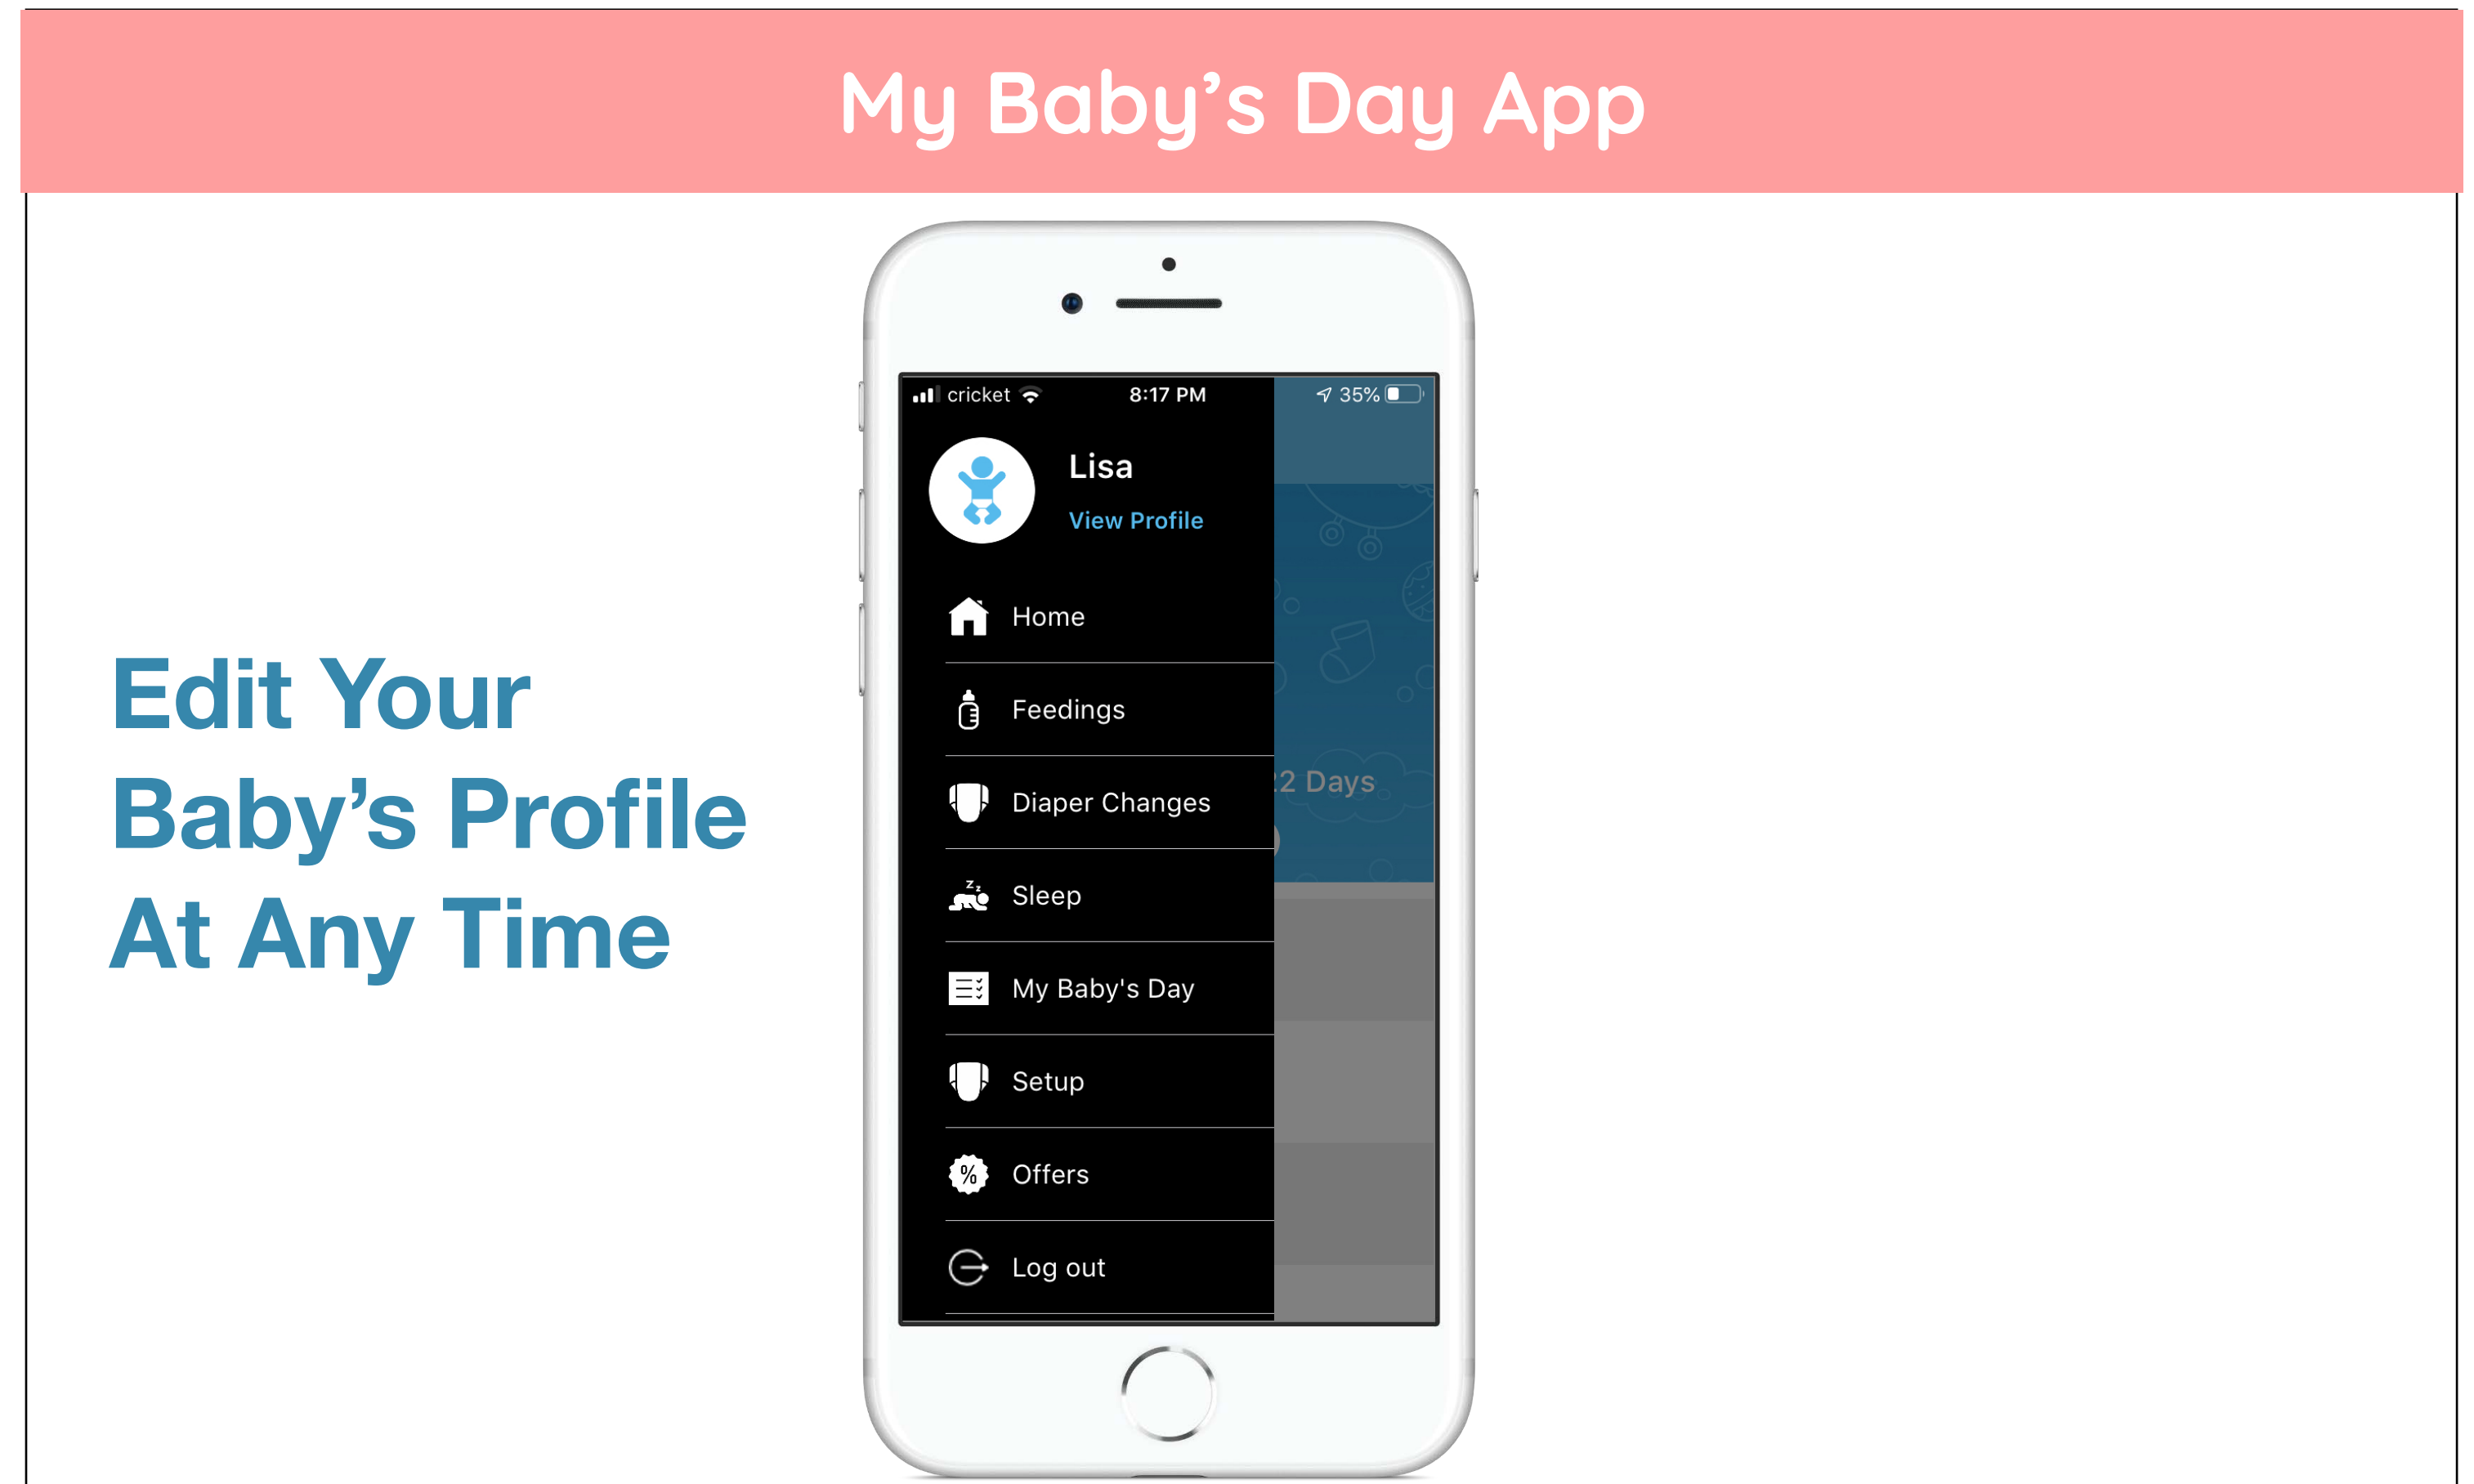 My Baby’s Day App
Edit Your
Baby’s Profile
At Any Time
cricket 8:17 PM 35%
Lisa
View Profile
Home
Feedings
Diaper Changes
2 Days
Sleep
My Baby's Day
Setup
% Offers
Log out